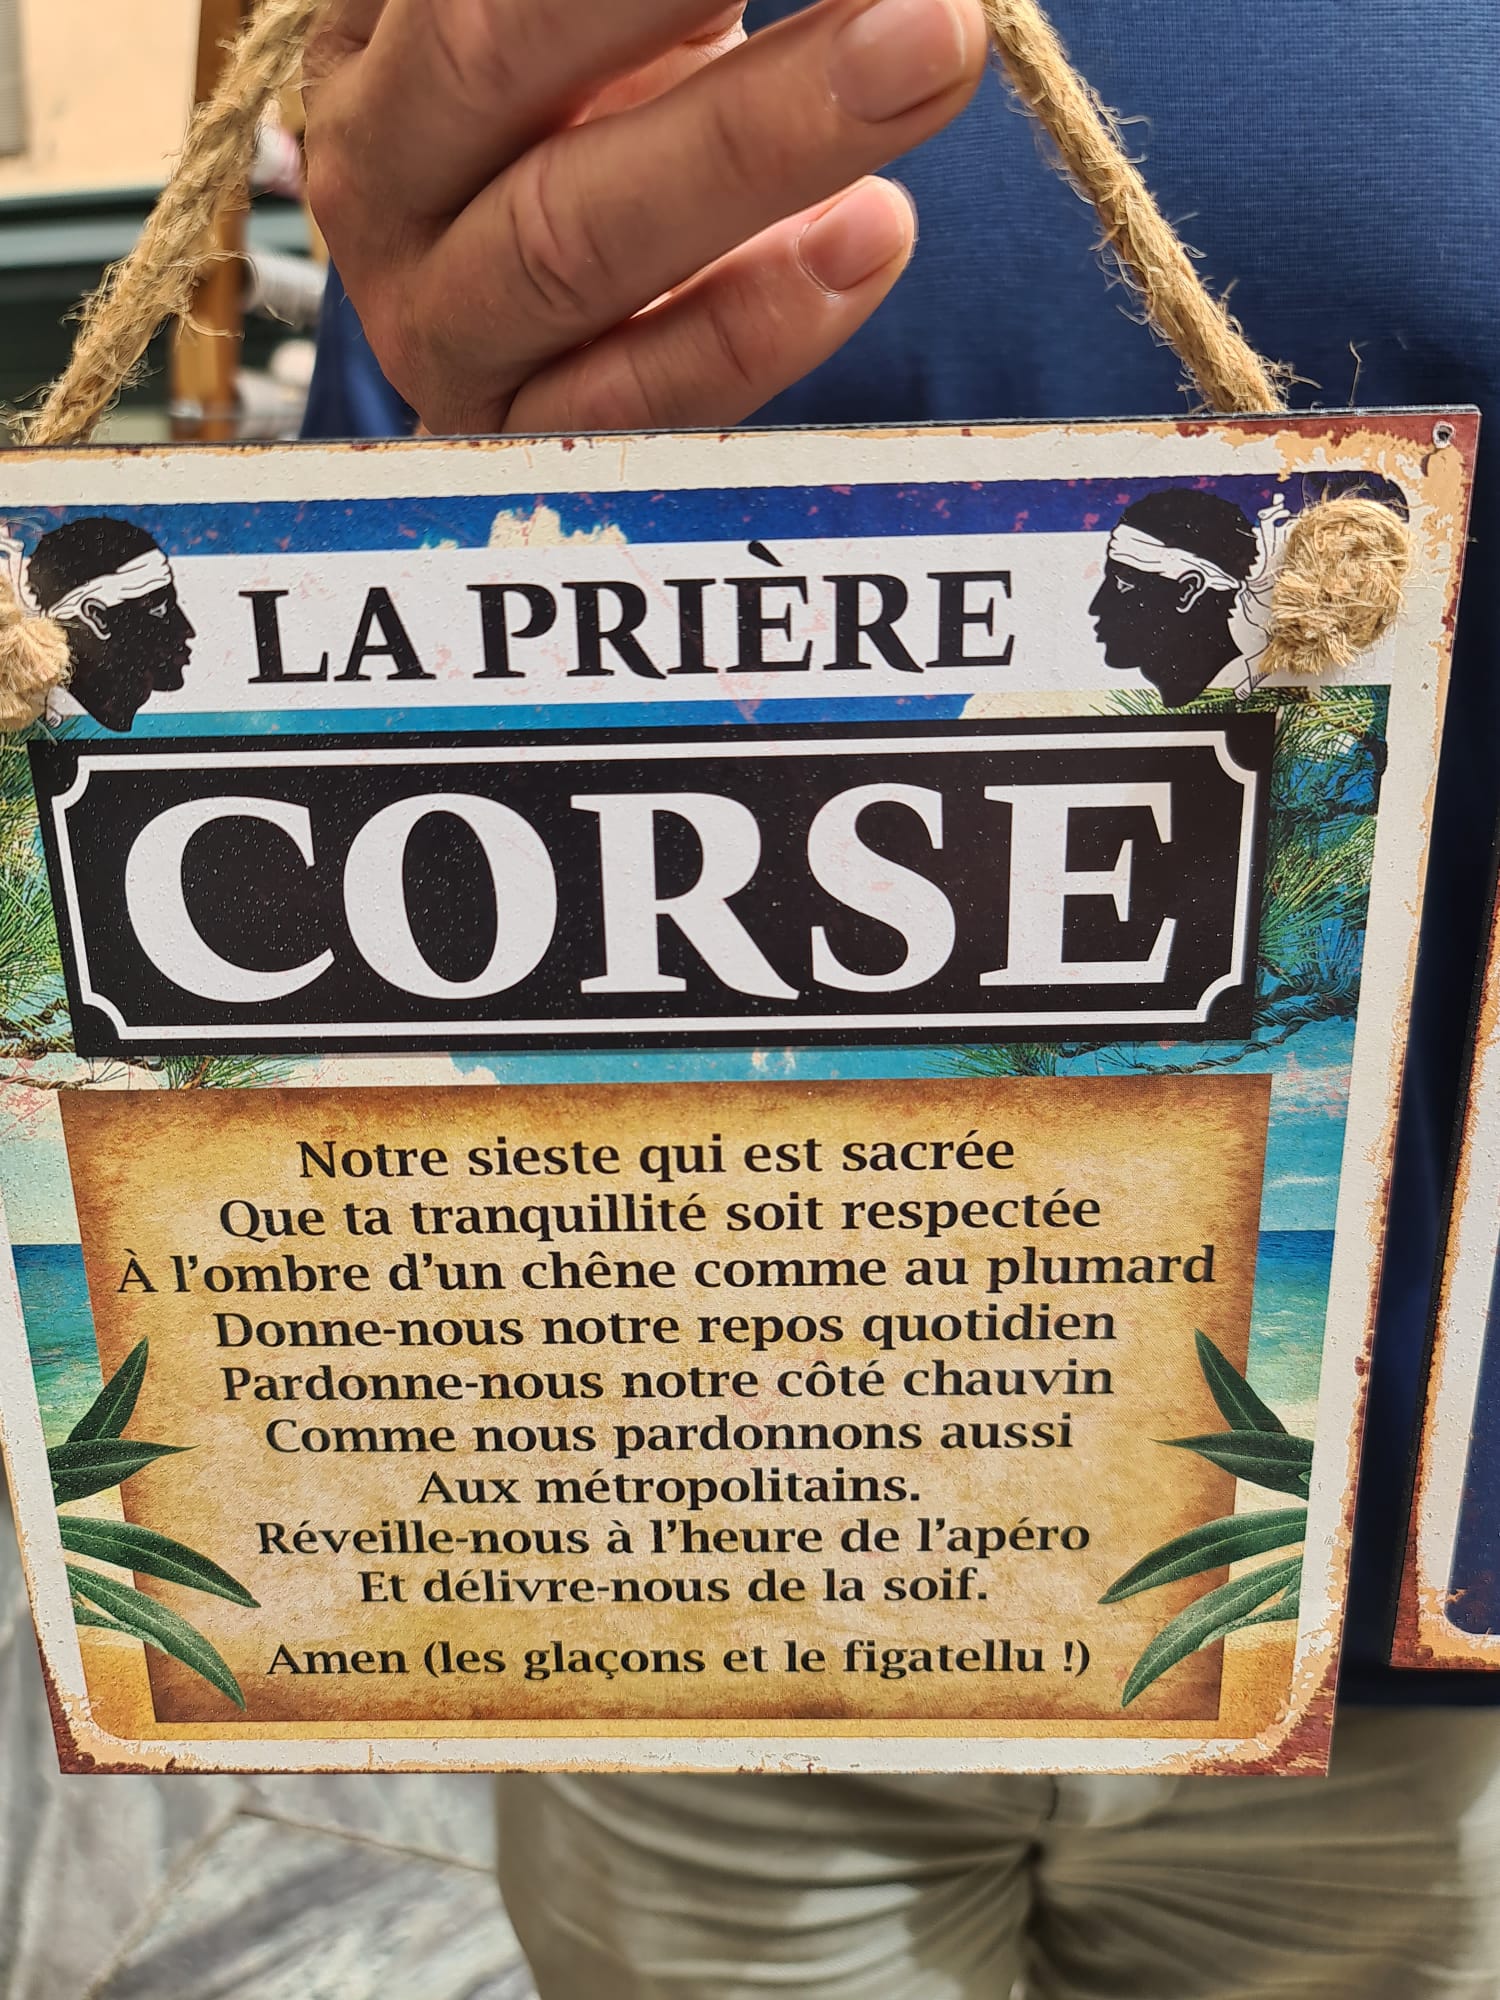 LA PRIÈRE
CORSE
Notre sieste qui est sacrée
Que ta tranquillité soit respectée
À l'ombre d'un chêne comme au plumard
Donne-nous notre repos quotidien
Pardonne-nous notre côté chauvin
Comme nous pardonnons aussi
Aux métropolitains.
Réveille-nous à l'heure de l'apéro
Et délivre-nous de la soif.
Amen (les glaçons et le figatellu !)